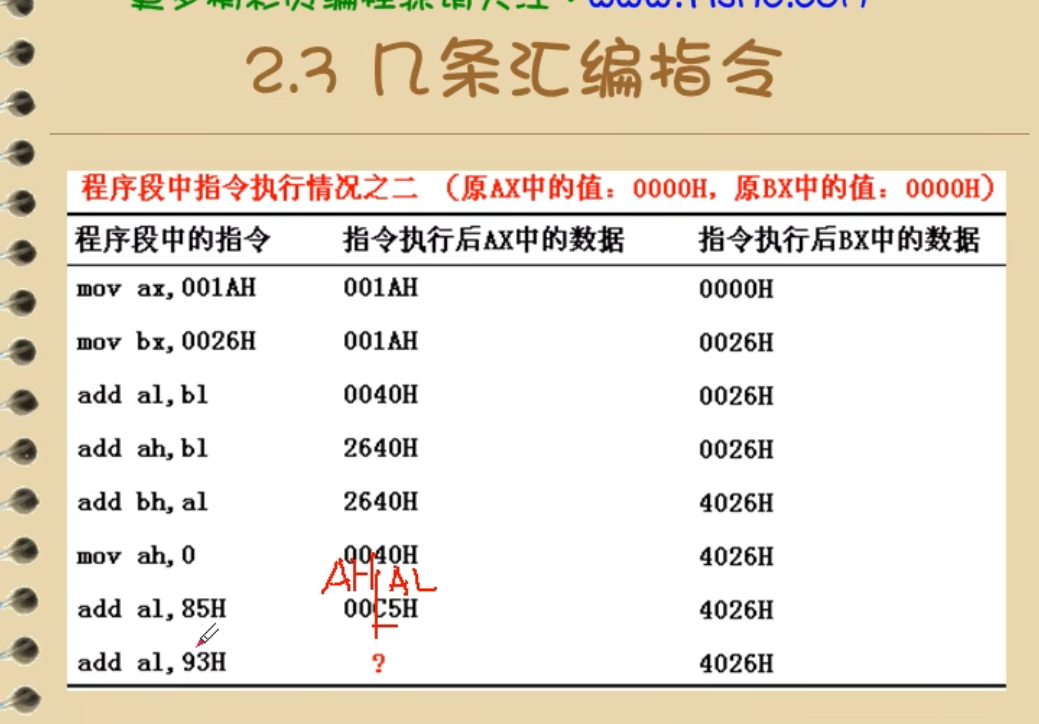 2.3 几条汇编指令
程序段中指令执行情况之二 (原AX中的值: 0000H, 原BX中的值: 0000H)
程序段中的指令 指令执行后AX中的数据 指令执行后BX中的数据
mov ax,001AH 001AH 0000H
mov bx,0026H 001AH 0026H
add al,bl 0040H 0026H
add ah,bl 2640H 0026H
add bh,al 2640H 4026H
mov ah,0 0040H 4026H
AH AL
add al,85H 00C5H 4026H
add al,93H ? 4026H